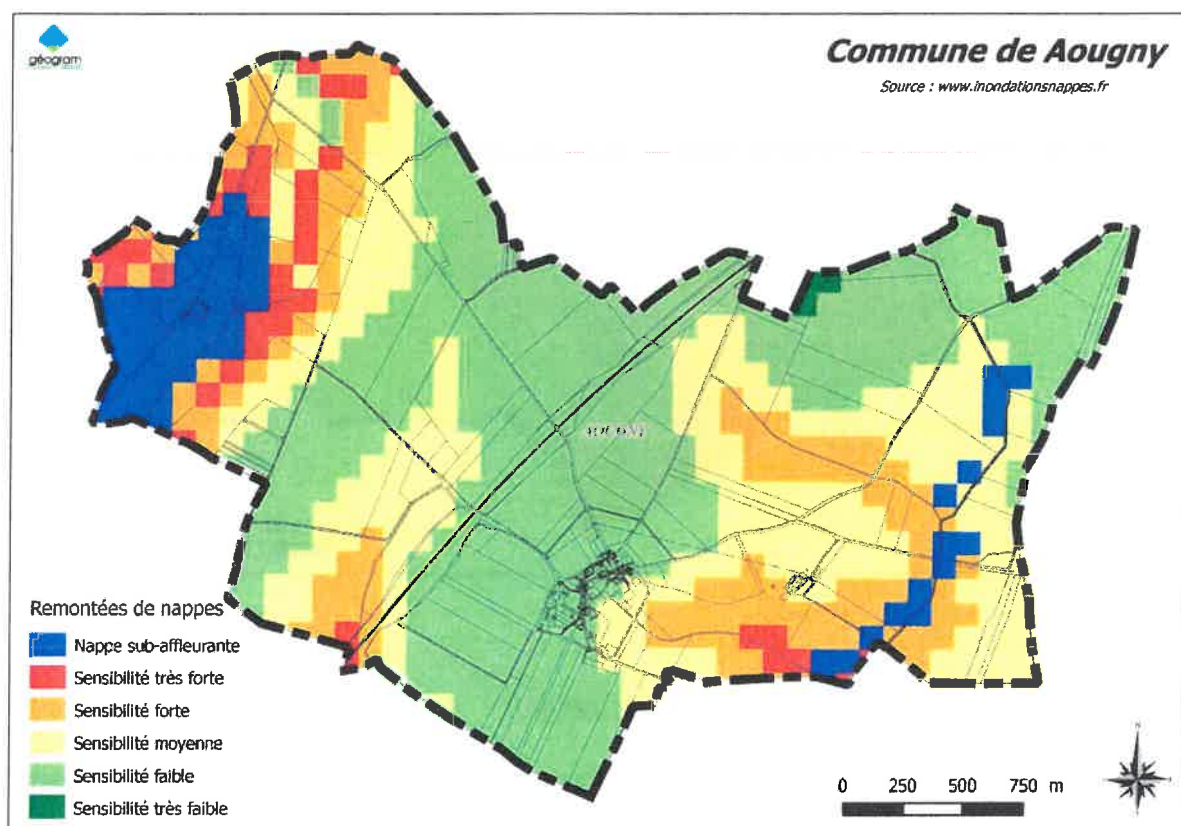 géogram
Commune de Aougny
Source : www.inondationsnappes.fr
Remontées de nappes
Nappe sub-affleurante
Sensibilité très forte
Sensibilité forte
Sensibilité moyenne
Sensibilité faible
Sensibilité très faible
0 250 500 750 m
N